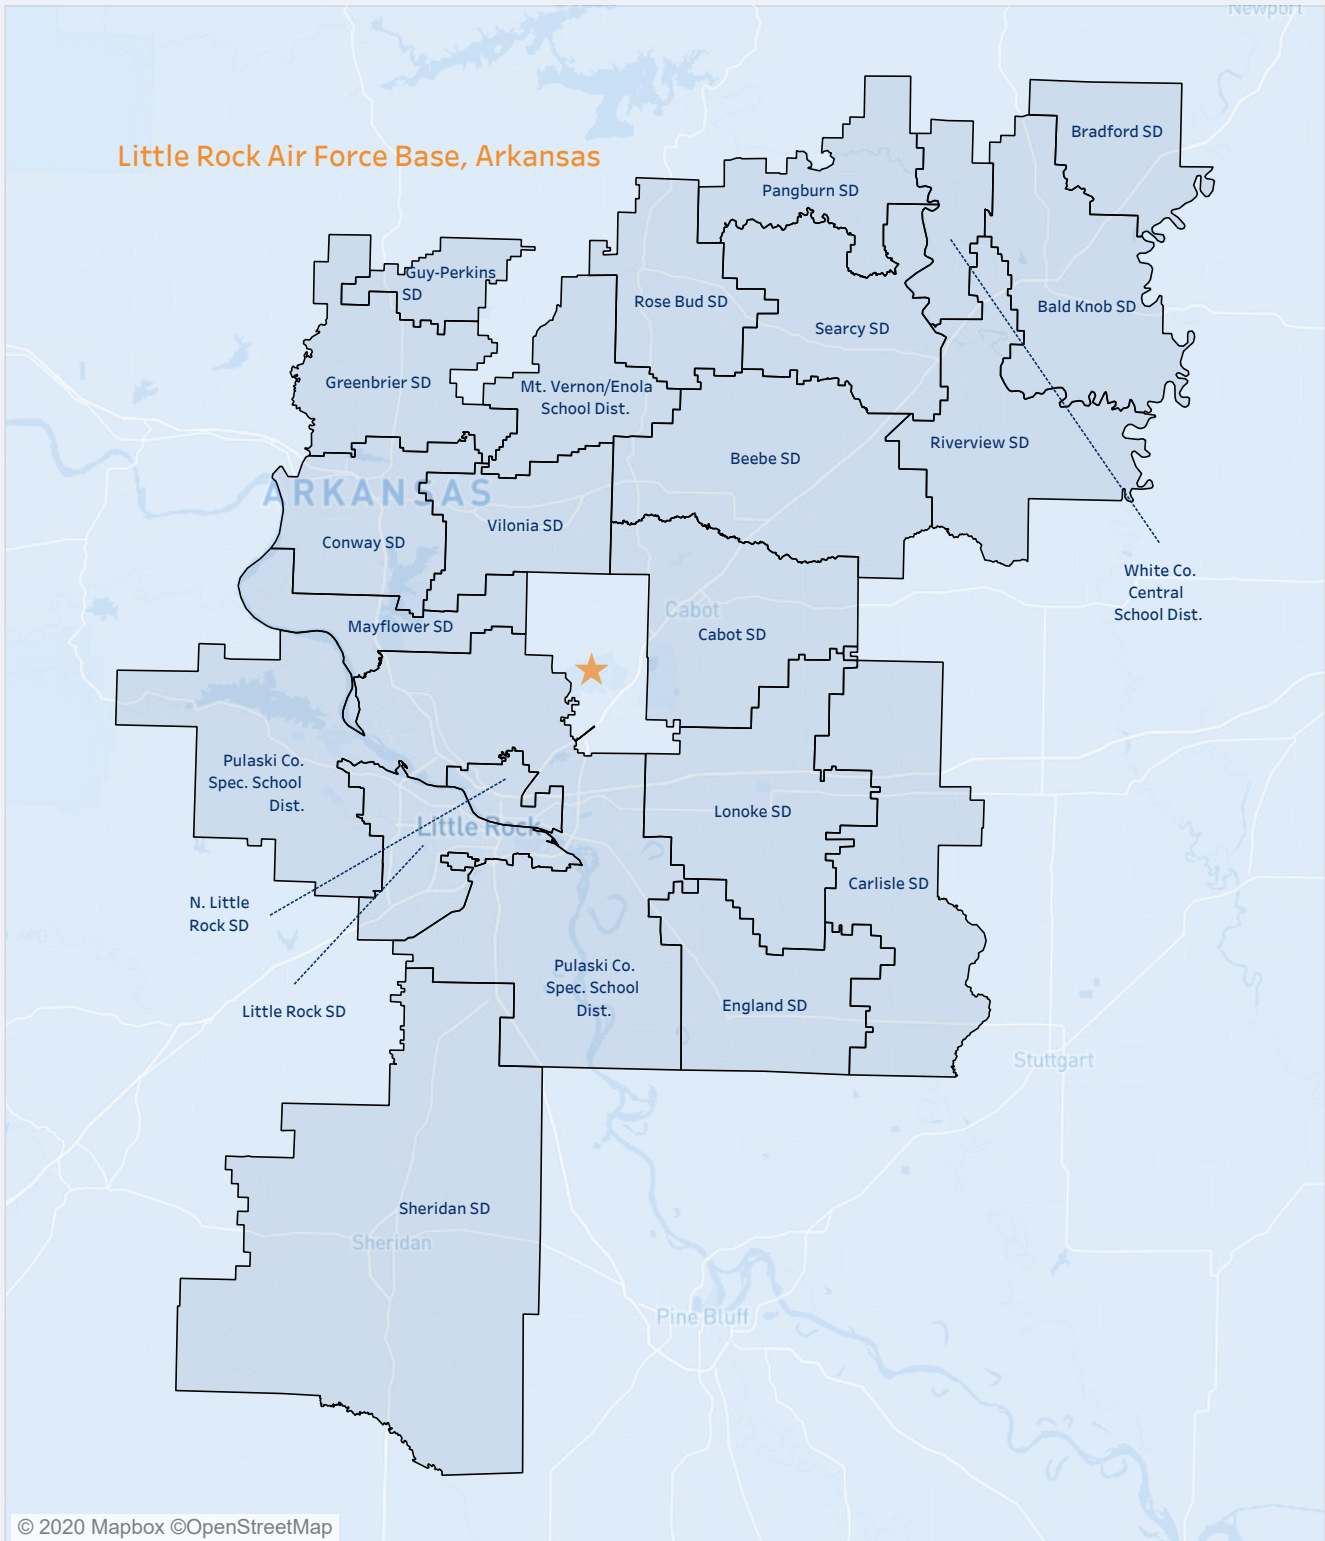 Newport
Little Rock Air Force Base, Arkansas
Bradford SD
Pangburn SD
Guy-Perkins
SD
Rose Bud SD
Bald Knob SD
Searcy SD
Greenbrier SD
Mt. Vernon/Enola
School Dist.
Riverview SD
Beebe SD
ARKANSAS
Vilonia SD
Conway SD
White Co.
Central
School Dist.
Cabot
Mayflower SD
Cabot SD
Pulaski Co.
Spec. School
Dist.
Lonoke SD
Little Rock
Carlisle SD
N. Little
Rock SD
Pulaski Co.
Spec. School
Dist.
England SD
Little Rock SD
Stuttgart
Sheridan SD
Sheridan
Pine Bluff
© 2020 Mapbox ©OpenStreetMap